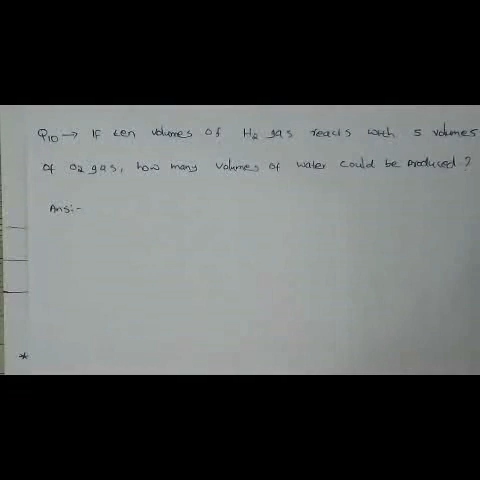 Q10 → If ten volumes of H2 gas reacts with 5 volumes
of O2 gas, how many volumes of water could be produced?
Ans:-
*